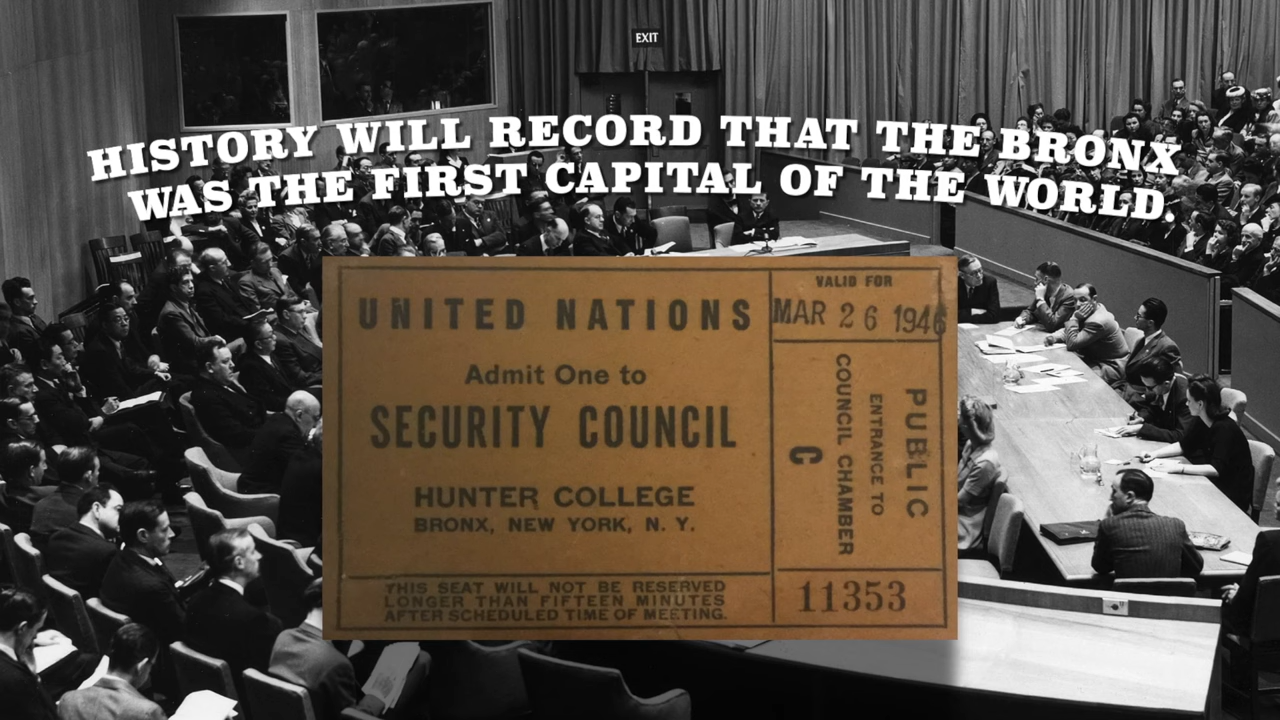 EXIT
HISTORY WILL RECORD THAT THE BRONX
WAS THE FIRST CAPITAL OF THE WORLD.
UNITED NATIONS
Admit One to
SECURITY COUNCIL
HUNTER COLLEGE
BRONX, NEW YORK, N. Y.
THIS SEAT WILL NOT BE RESERVED
LONGER THAN FIFTEEN MINUTES
AFTER SCHEDULED TIME OF MEETING.
VALID FOR
MAR 26 1946
PUBLIC
ENTRANCE TO
COUNCIL CHAMBER
C
11353